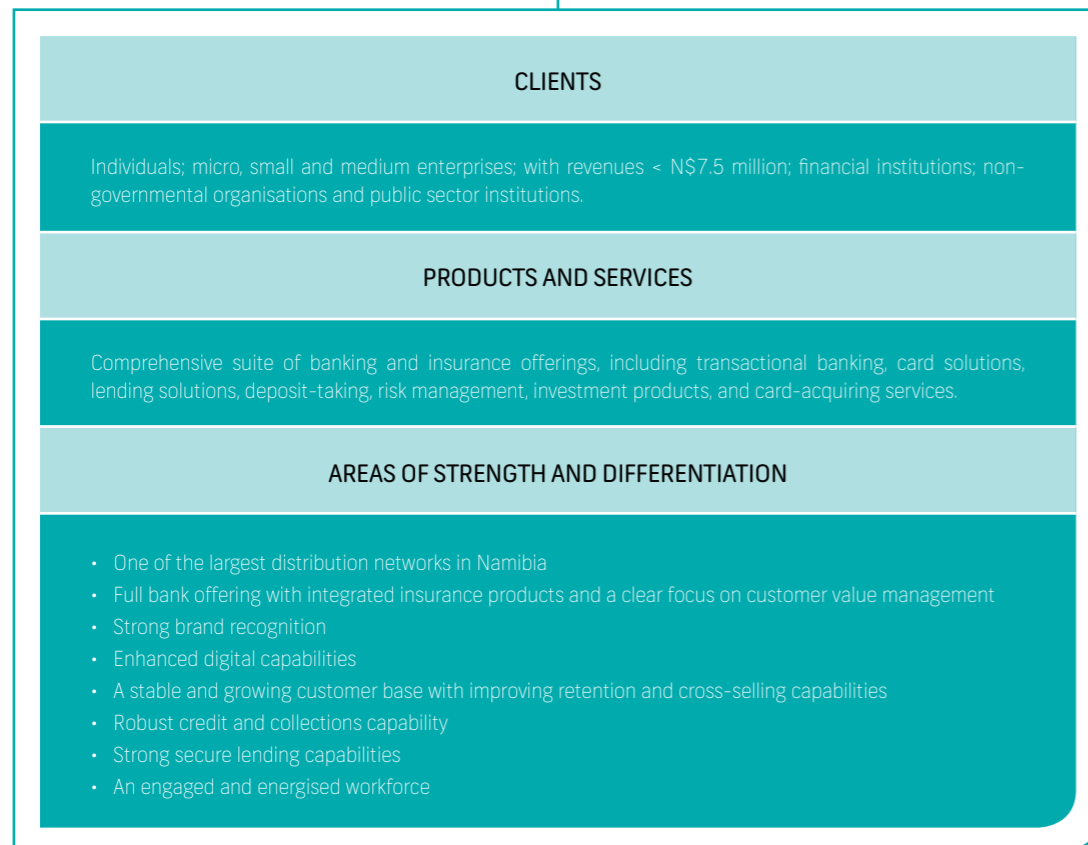 CLIENTS
Individuals; micro, small and medium enterprises; with revenues < N$7.5 million; financial institutions; non-
governmental organisations and public sector institutions.
PRODUCTS AND SERVICES
Comprehensive suite of banking and insurance offerings, including transactional banking, card solutions,
lending solutions, deposit-taking, risk management, investment products, and card-acquiring services.
AREAS OF STRENGTH AND DIFFERENTIATION
• One of the largest distribution networks in Namibia
• Full bank offering with integrated insurance products and a clear focus on customer value management
• Strong brand recognition
• Enhanced digital capabilities
• A stable and growing customer base with improving retention and cross-selling capabilities
• Robust credit and collections capability
• Strong secure lending capabilities
• An engaged and energised workforce